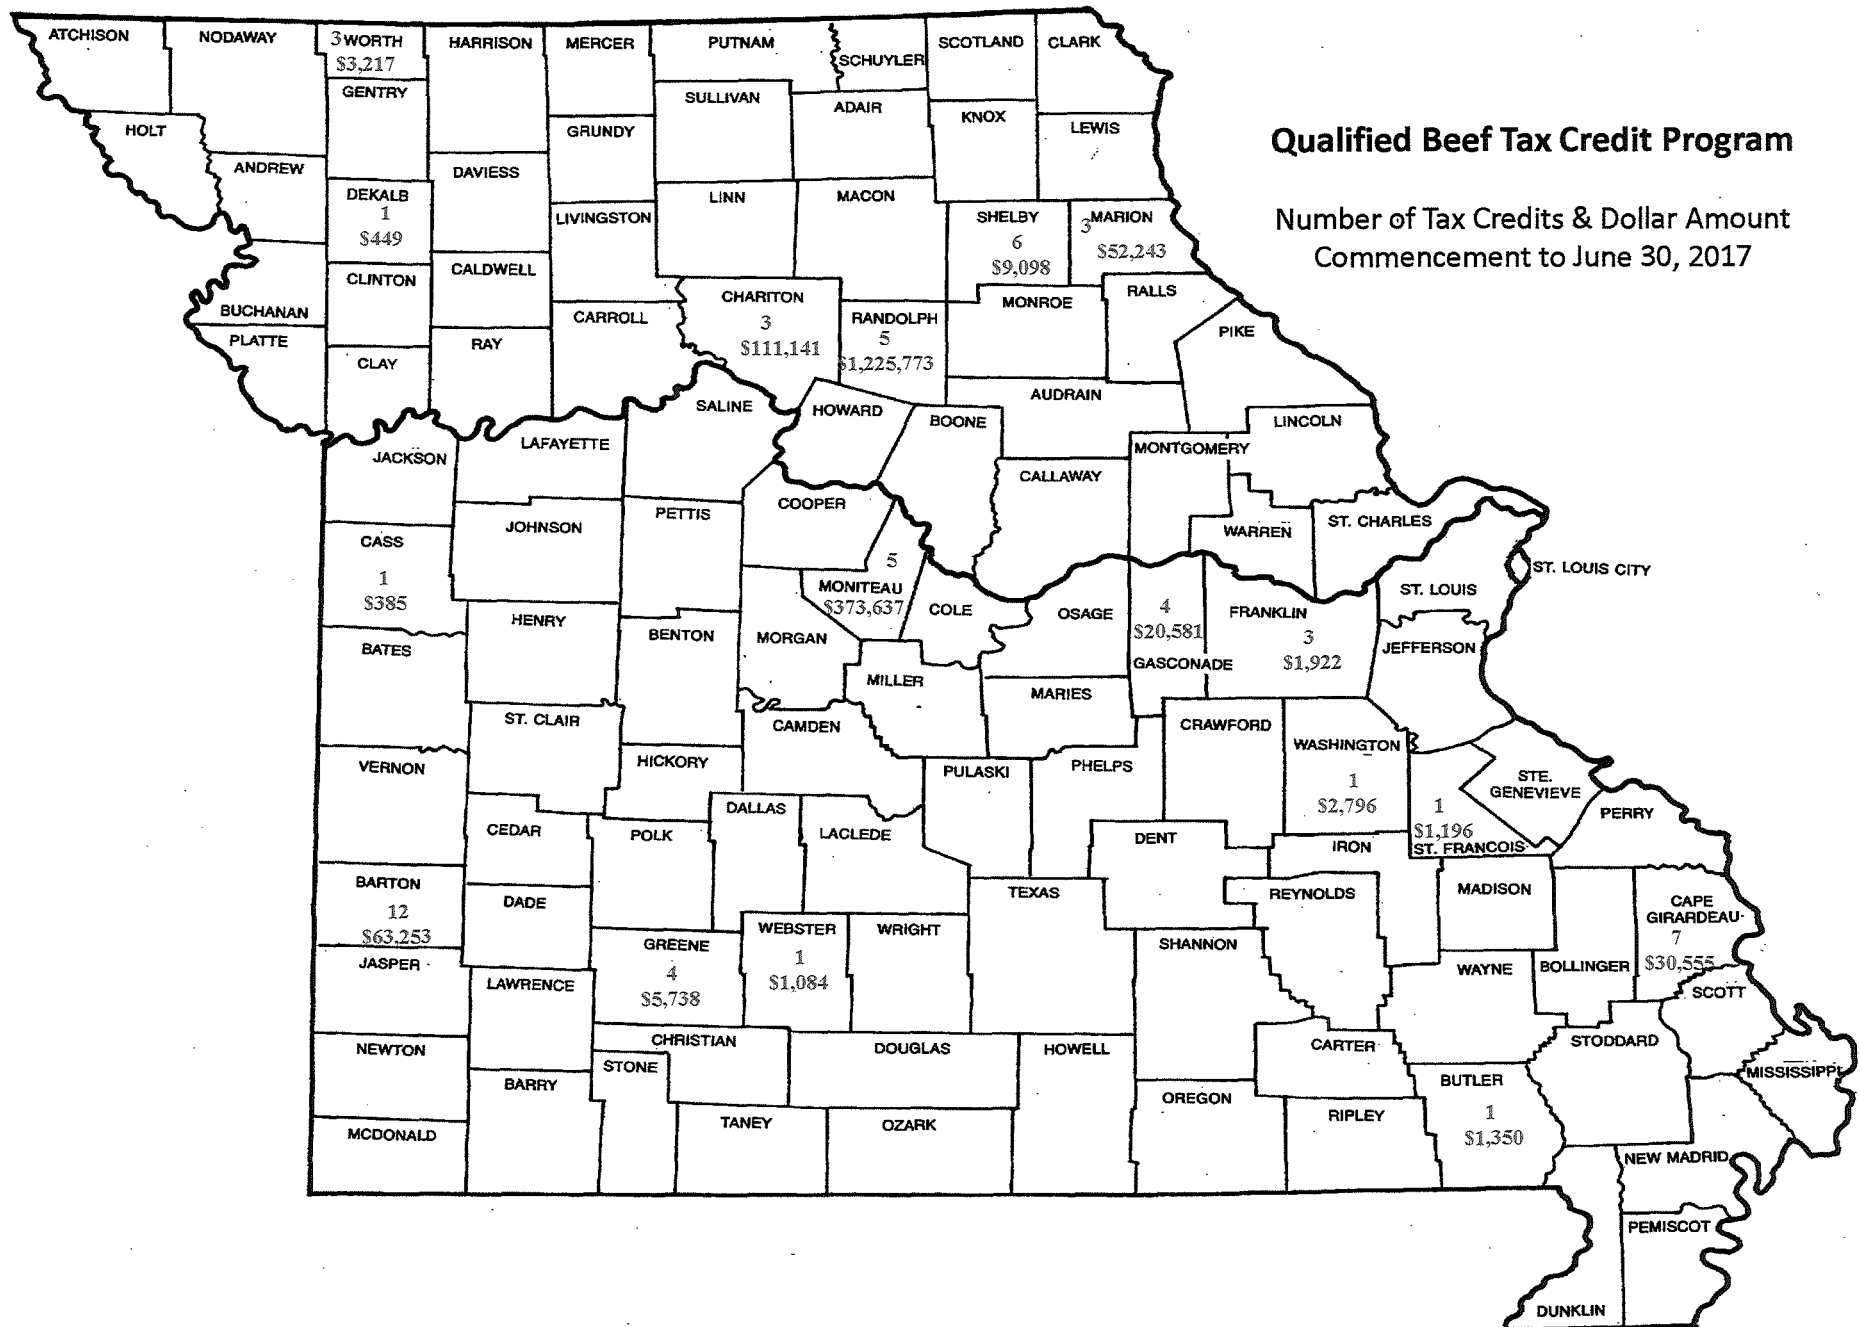 Qualified Beef Tax Credit Program
Number of Tax Credits & Dollar Amount
Commencement to June 30, 2017
ATCHISON
NODAWAY
3 WORTH
$3,217
HARRISON
MERCER
PUTNAM
SCHUYLER
SCOTLAND
CLARK
GENTRY
SULLIVAN
ADAIR
KNOX
LEWIS
HOLT
GRUNDY
ANDREW
DAVIESS
DEKALB
1
$449
LIVINGSTON
LINN
MACON
SHELBY
6
$9,098
3 MARION
$52,243
CLINTON
CALDWELL
BUCHANAN
CARROLL
CHARITON
3
$111,141
RANDOLPH
5
$1,225,773
MONROE
RALLS
PIKE
PLATTE
CLAY
RAY
SALINE
HOWARD
BOONE
AUDRAIN
LINCOLN
MONTGOMERY
JACKSON
LAFAYETTE
COOPER
CALLAWAY
JOHNSON
PETTIS
WARREN
ST. CHARLES
CASS
1
$385
5
MONITEAU
$373,637
COLE
OSAGE
4
$20,581
GASCONADE
FRANKLIN
3
$1,922
ST. LOUIS
ST. LOUIS CITY
JEFFERSON
HENRY
BENTON
MORGAN
BATES
MILLER
MARIES
ST. CLAIR
CAMDEN
CRAWFORD
WASHINGTON
1
$2,796
VERNON
HICKORY
PULASKI
PHELPS
STE.
GENEVIEVE
1
$1,196
ST. FRANCOIS
PERRY
CEDAR
POLK
DALLAS
LACLEDE
DENT
IRON
BARTON
12
$63,253
DADE
TEXAS
REYNOLDS
MADISON
CAPE
GIRARDEAU
7
$30,555
GREENE
4
$5,738
WEBSTER
1
$1,084
WRIGHT
SHANNON
WAYNE
BOLLINGER
JASPER
LAWRENCE
SCOTT
NEWTON
CHRISTIAN
STONE
DOUGLAS
HOWELL
CARTER
STODDARD
MISSISSIPPI
BARRY
BUTLER
1
$1,350
OREGON
RIPLEY
MCDONALD
TANEY
OZARK
NEW MADRID
PEMISCOT
DUNKLIN